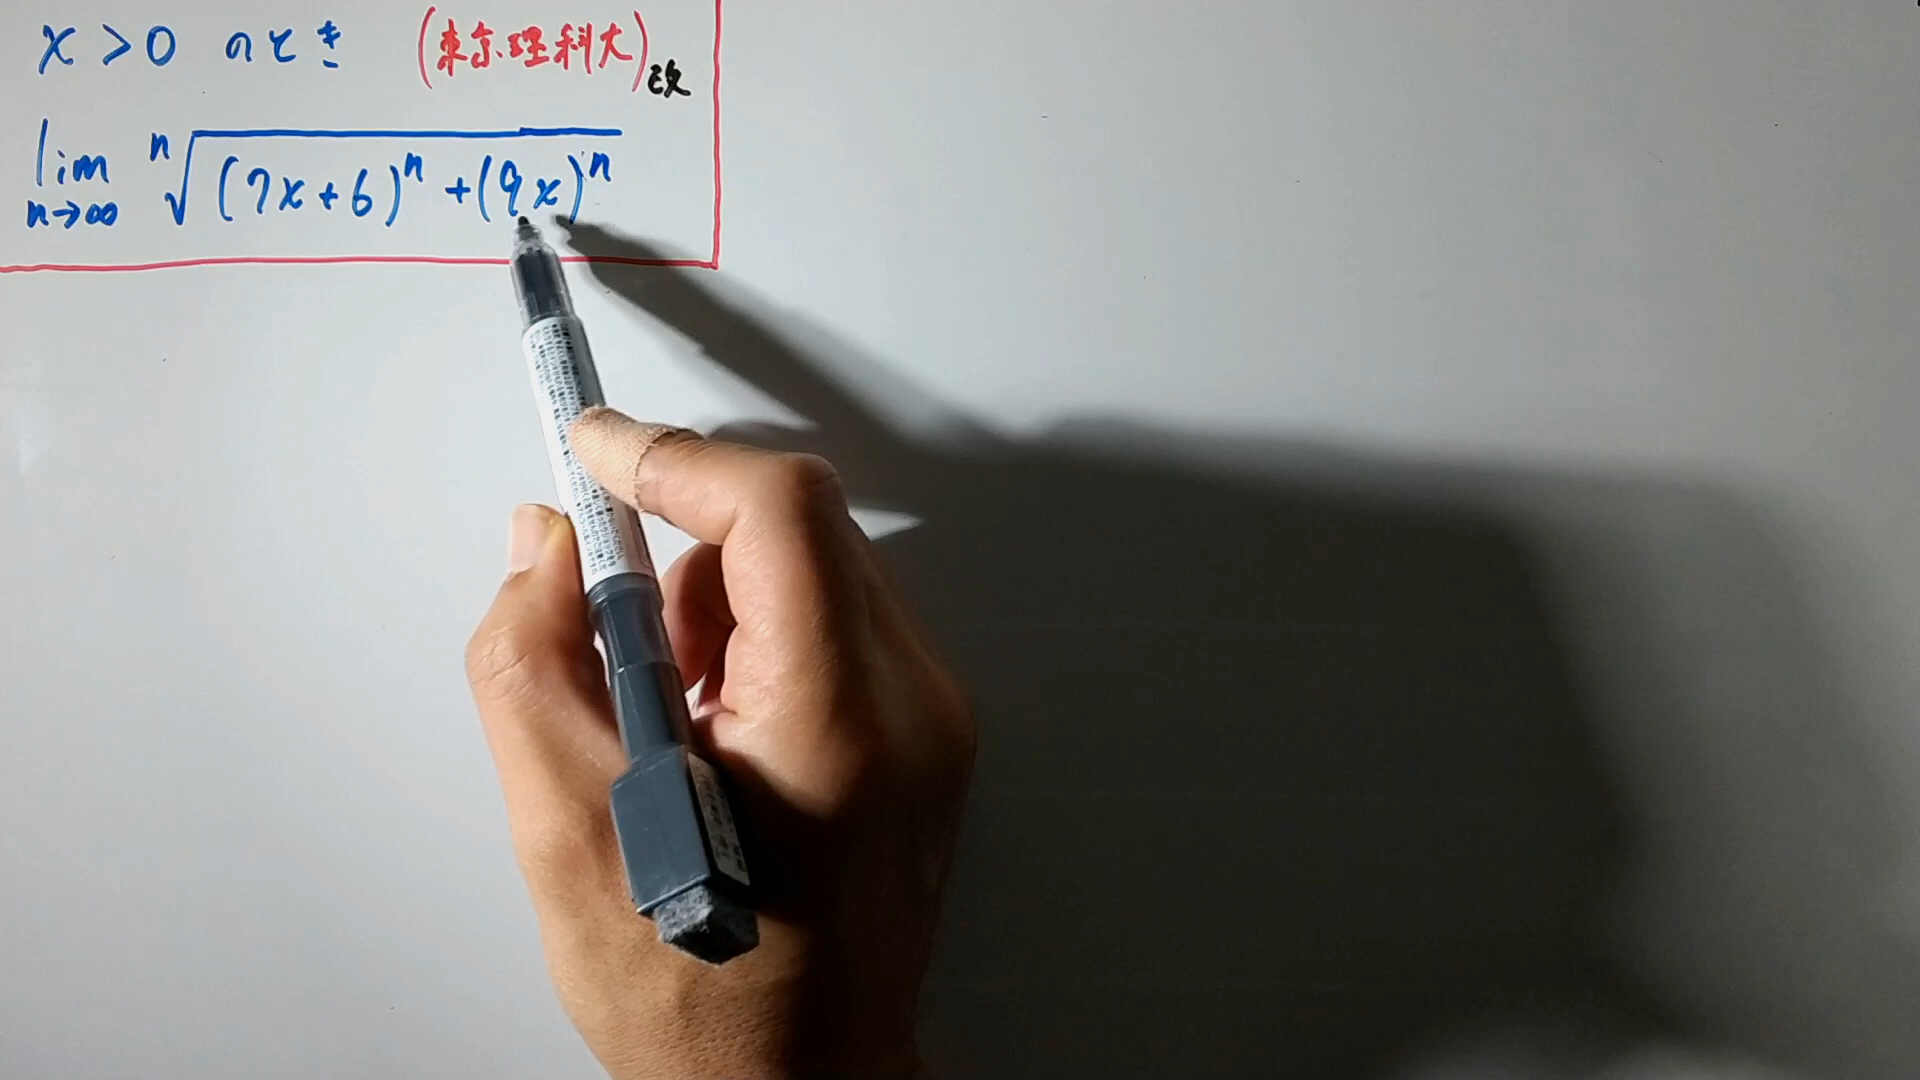 x > 0 のとき (東京理科大)改
lim n→∞ ⁿ√((7x+6)ⁿ + (9x)ⁿ)